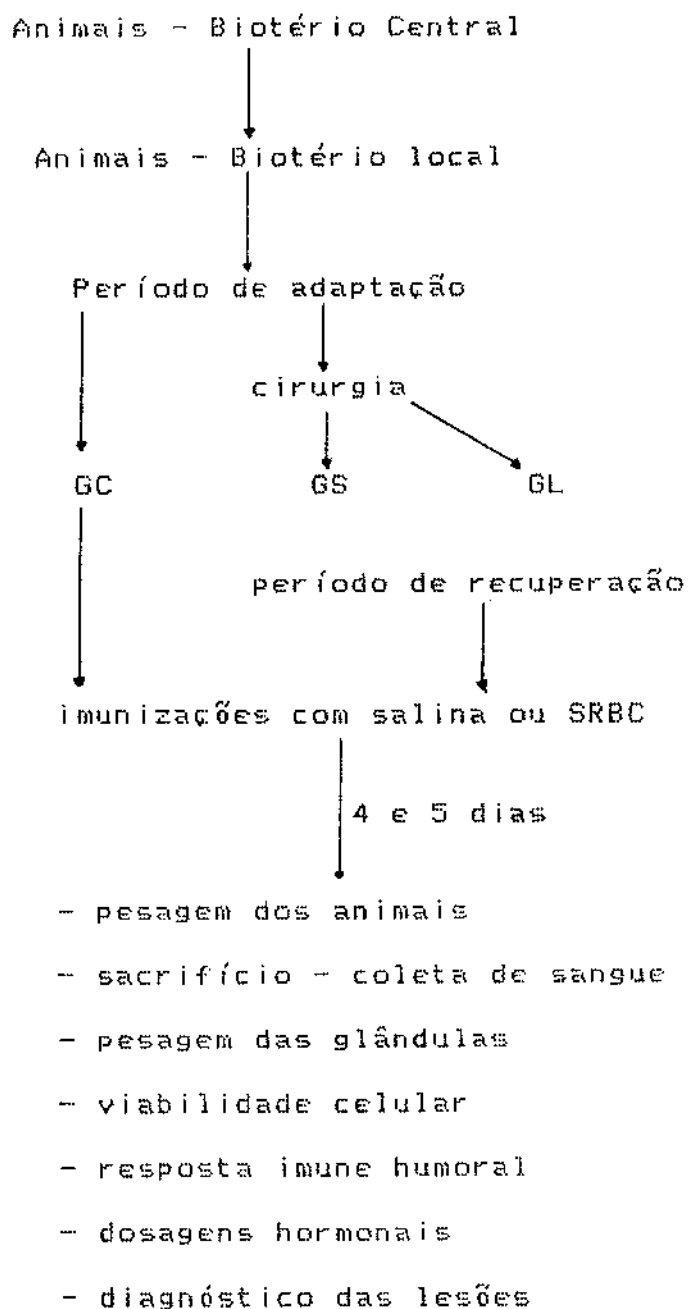 Animais - Biotério Central
Animais - Biotério local
Período de adaptação
cirurgia
GC GS GL
período de recuperação
imunizações com salina ou SRBC
4 e 5 dias
- pesagem dos animais
- sacrifício - coleta de sangue
- pesagem das glândulas
- viabilidade celular
- resposta imune humoral
- dosagens hormonais
- diagnóstico das lesões